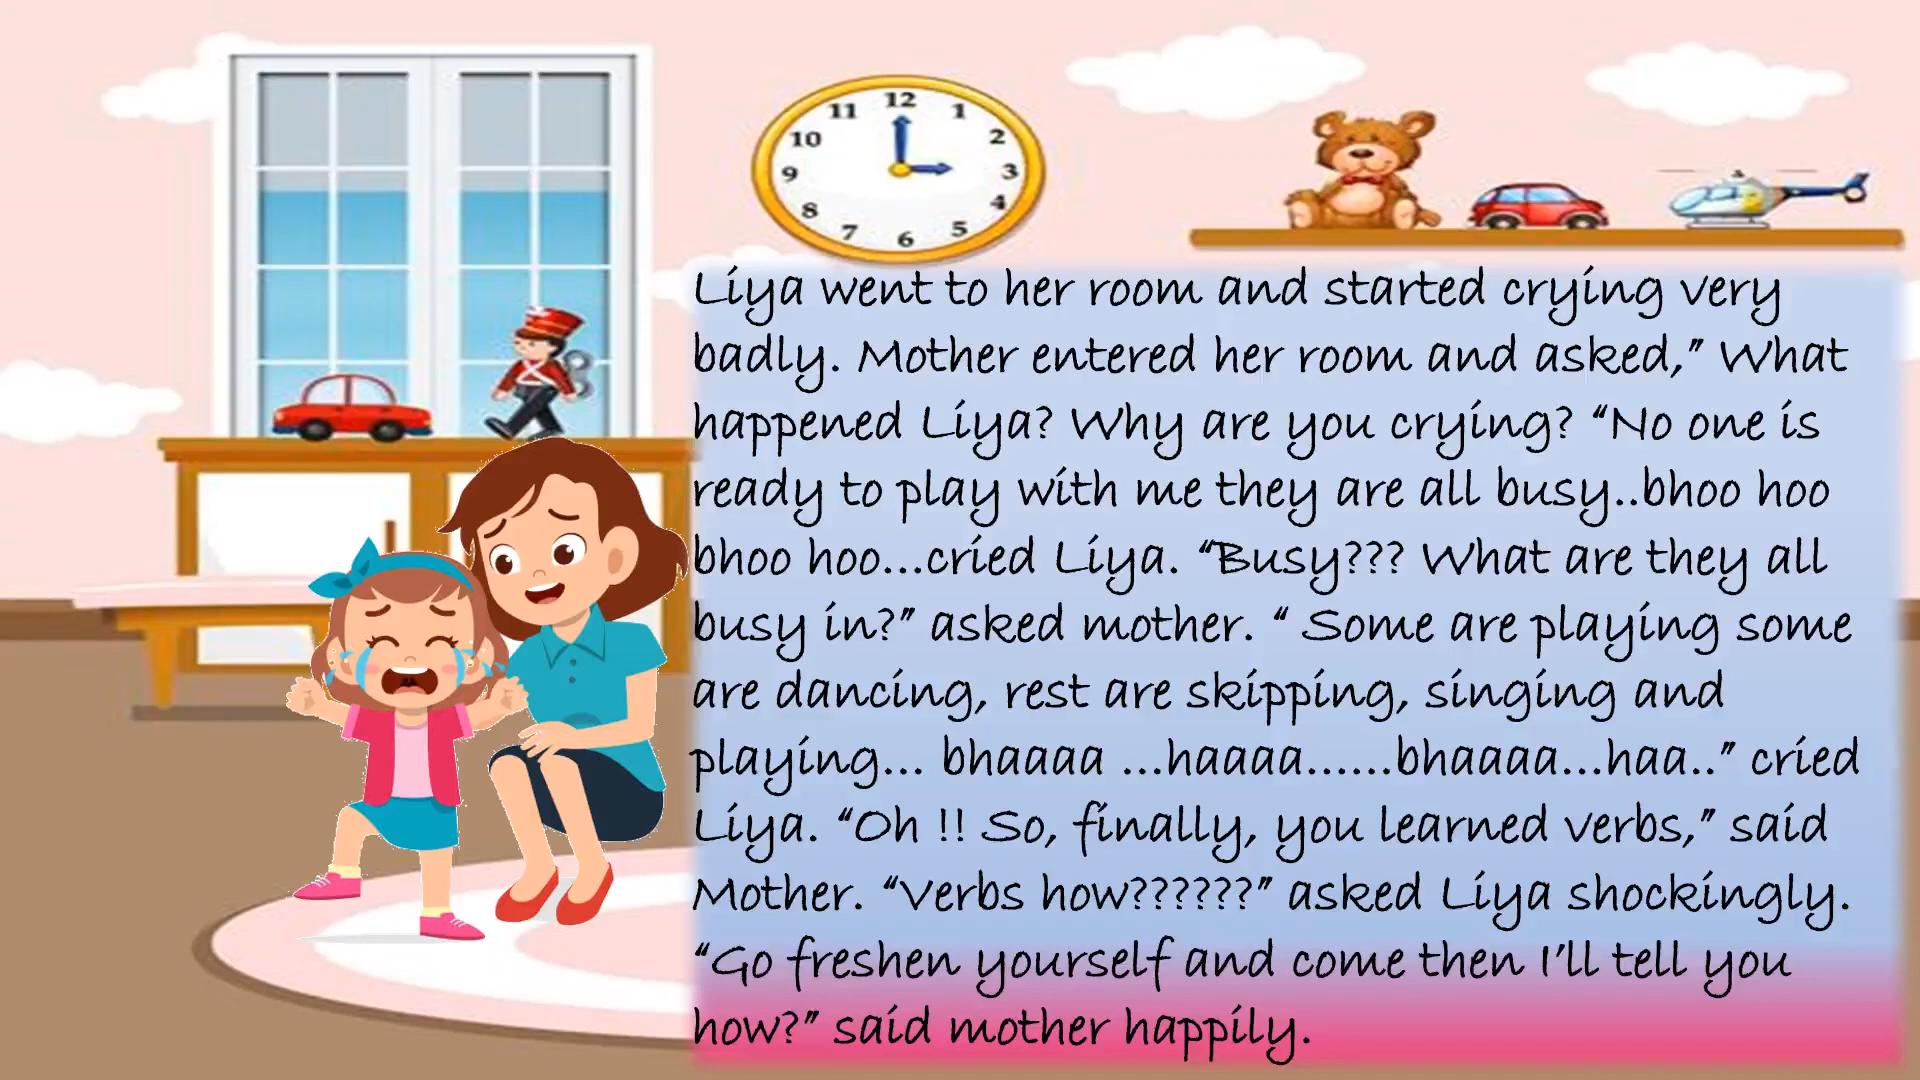 12
11 1
10 2
9 3
8 4
7 5
6
Liya went to her room and started crying very
badly. Mother entered her room and asked,” What
happened Liya? Why are you crying? “No one is
ready to play with me they are all busy..bhoo hoo
bhoo hoo...cried Liya. “Busy??? What are they all
busy in?” asked mother. “ Some are playing some
are dancing, rest are skipping, singing and
playing... bhaaaa ...haaaa......bhaaaa...haa..” cried
Liya. “Oh !! So, finally, you learned verbs,” said
Mother. “Verbs how??????” asked Liya shockingly.
“Go freshen yourself and come then I’ll tell you
how?” said mother happily.